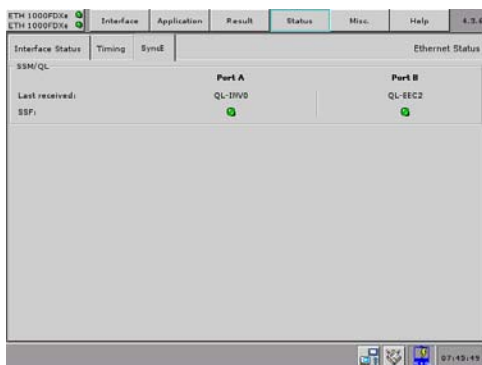 ETH 1000FDXe
ETH 1000FDXe
Interface Application Result Status Misc. Help
Interface Status Timing SyncE Ethernet Status
SSM/QL
Port A Port B
Last received: QL-INV0 QL-EEC2
SSF:
07:45:49